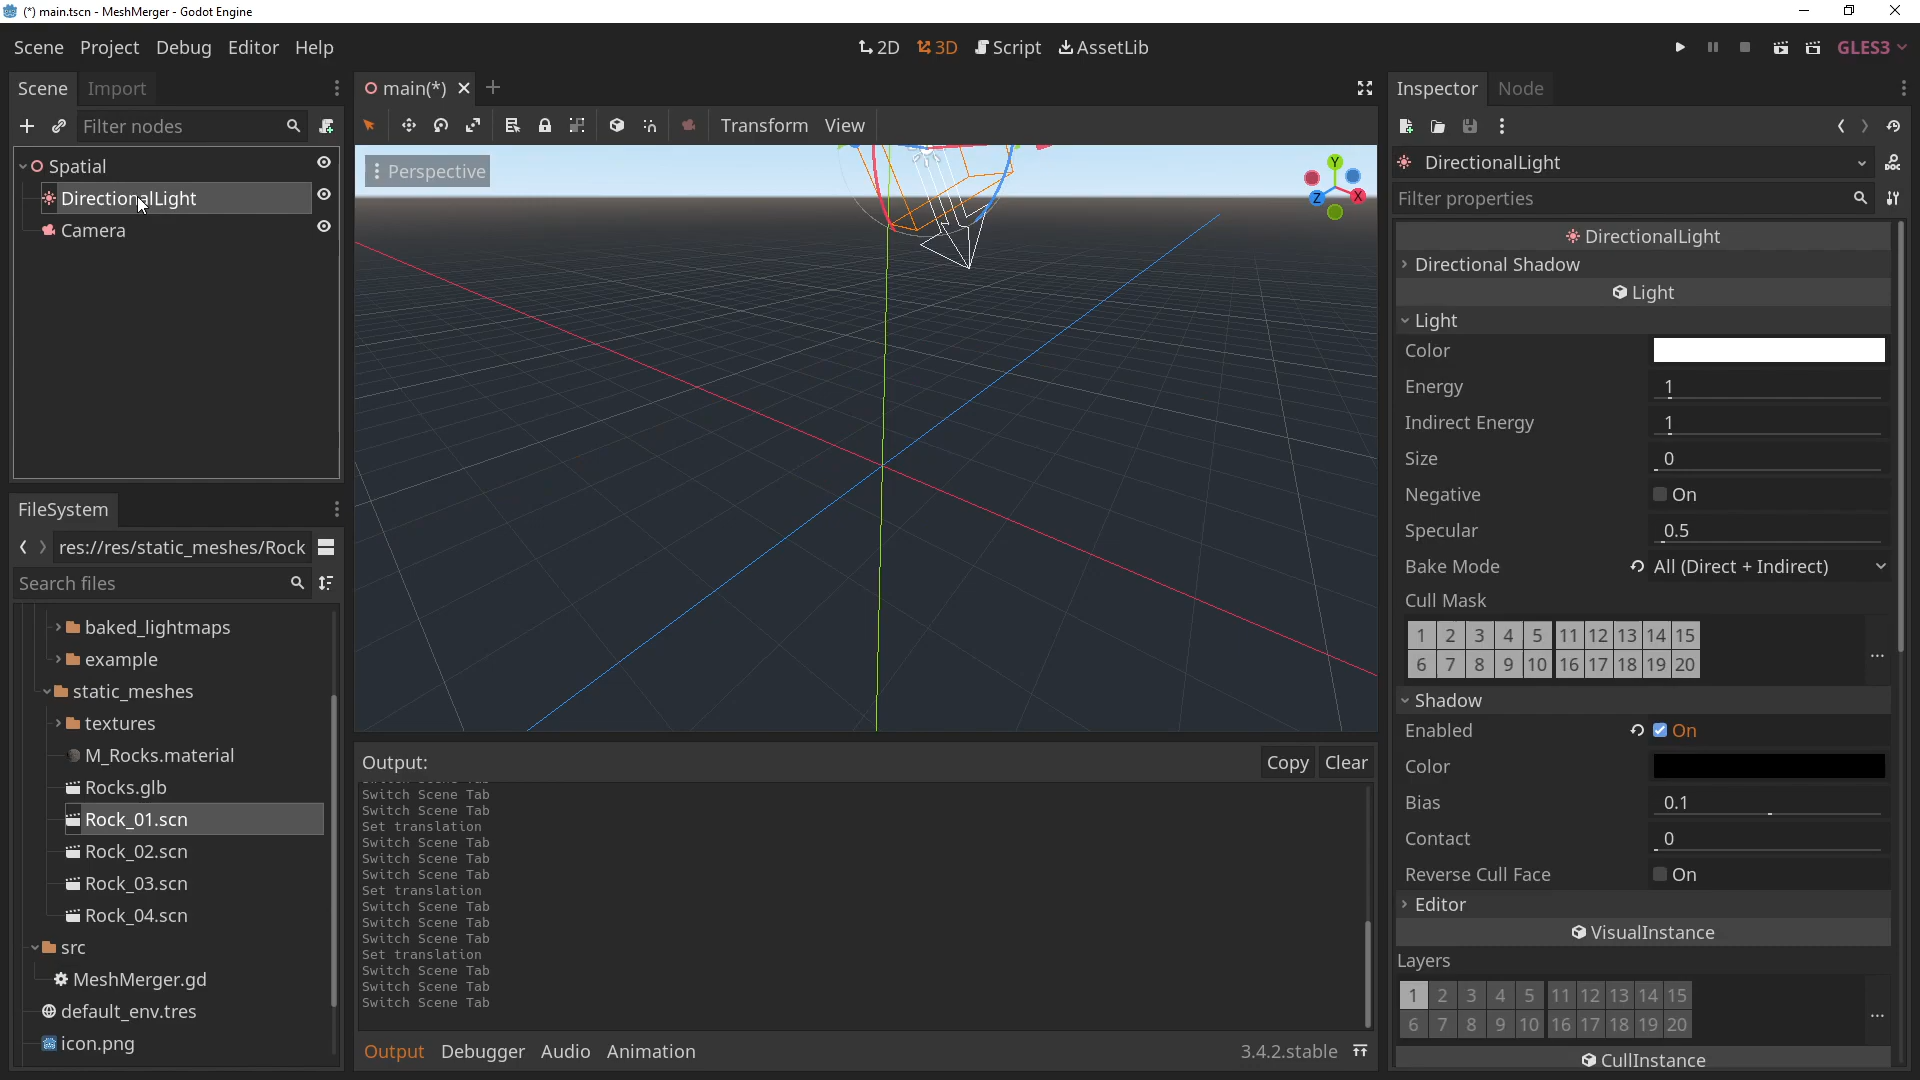 (*) main.tscn - MeshMerger - Godot Engine
Scene Project Debug Editor Help
2D 3D Script AssetLib
GLES3
Scene Import
Filter nodes
Spatial
DirectionalLight
Camera
FileSystem
res://res/static_meshes/Rock
Search files
baked_lightmaps
example
static_meshes
textures
M_Rocks.material
Rocks.glb
Rock_01.scn
Rock_02.scn
Rock_03.scn
Rock_04.scn
src
MeshMerger.gd
default_env.tres
icon.png
main(*)
Transform View
Perspective
Y
X
Z
Output:
Copy Clear
Switch Scene Tab
Switch Scene Tab
Set translation
Switch Scene Tab
Switch Scene Tab
Switch Scene Tab
Set translation
Switch Scene Tab
Switch Scene Tab
Switch Scene Tab
Set translation
Switch Scene Tab
Switch Scene Tab
Switch Scene Tab
Output Debugger Audio Animation
3.4.2.stable
Inspector Node
DirectionalLight
Filter properties
DirectionalLight
Directional Shadow
Light
Light
Color
Energy 1
Indirect Energy 1
Size 0
Negative On
Specular 0.5
Bake Mode All (Direct + Indirect)
Cull Mask
1 2 3 4 5 11 12 13 14 15
6 7 8 9 10 16 17 18 19 20
...
Shadow
Enabled On
Color
Bias 0.1
Contact 0
Reverse Cull Face On
Editor
VisualInstance
Layers
1 2 3 4 5 11 12 13 14 15
6 7 8 9 10 16 17 18 19 20
...
CullInstance